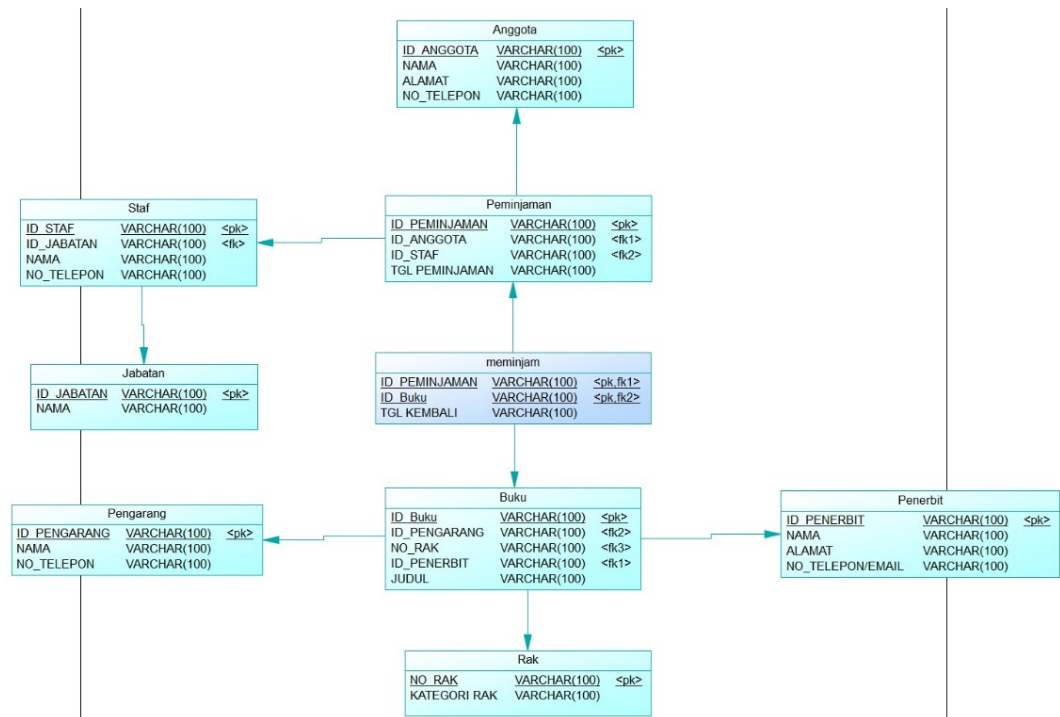 Anggota
ID_ANGGOTA VARCHAR(100) <pk>
NAMA VARCHAR(100)
ALAMAT VARCHAR(100)
NO_TELEPON VARCHAR(100)
Staf
ID_STAF VARCHAR(100) <pk>
ID_JABATAN VARCHAR(100) <fk>
NAMA VARCHAR(100)
NO_TELEPON VARCHAR(100)
Peminjaman
ID_PEMINJAMAN VARCHAR(100) <pk>
ID_ANGGOTA VARCHAR(100) <fk1>
ID_STAF VARCHAR(100) <fk2>
TGL PEMINJAMAN VARCHAR(100)
Jabatan
ID_JABATAN VARCHAR(100) <pk>
NAMA VARCHAR(100)
meminjam
ID_PEMINJAMAN VARCHAR(100) <pk,fk1>
ID_Buku VARCHAR(100) <pk,fk2>
TGL KEMBALI VARCHAR(100)
Pengarang
ID_PENGARANG VARCHAR(100) <pk>
NAMA VARCHAR(100)
NO_TELEPON VARCHAR(100)
Buku
ID_Buku VARCHAR(100) <pk>
ID_PENGARANG VARCHAR(100) <fk2>
NO_RAK VARCHAR(100) <fk3>
ID_PENERBIT VARCHAR(100) <fk1>
JUDUL VARCHAR(100)
Penerbit
ID_PENERBIT VARCHAR(100) <pk>
NAMA VARCHAR(100)
ALAMAT VARCHAR(100)
NO_TELEPON/EMAIL VARCHAR(100)
Rak
NO_RAK VARCHAR(100) <pk>
KATEGORI RAK VARCHAR(100)